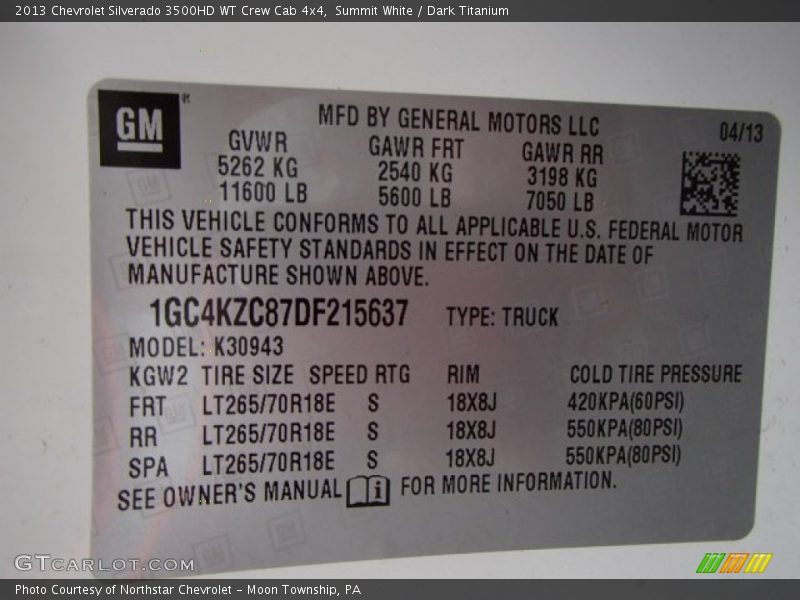 2013 Chevrolet Silverado 3500HD WT Crew Cab 4x4, Summit White / Dark Titanium
GM
MFD BY GENERAL MOTORS LLC 04/13
GVWR GAWR FRT GAWR RR
5262 KG 2540 KG 3198 KG
11600 LB 5600 LB 7050 LB
THIS VEHICLE CONFORMS TO ALL APPLICABLE U.S. FEDERAL MOTOR
VEHICLE SAFETY STANDARDS IN EFFECT ON THE DATE OF
MANUFACTURE SHOWN ABOVE.
1GC4KZC87DF215637 TYPE: TRUCK
MODEL: K30943
KGW2 TIRE SIZE SPEED RTG RIM COLD TIRE PRESSURE
FRT LT265/70R18E S 18X8J 420KPA(60PSI)
RR LT265/70R18E S 18X8J 550KPA(80PSI)
SPA LT265/70R18E S 18X8J 550KPA(80PSI)
SEE OWNER'S MANUAL i FOR MORE INFORMATION.
GTCARLOT.COM
Photo Courtesy of Northstar Chevrolet - Moon Township, PA